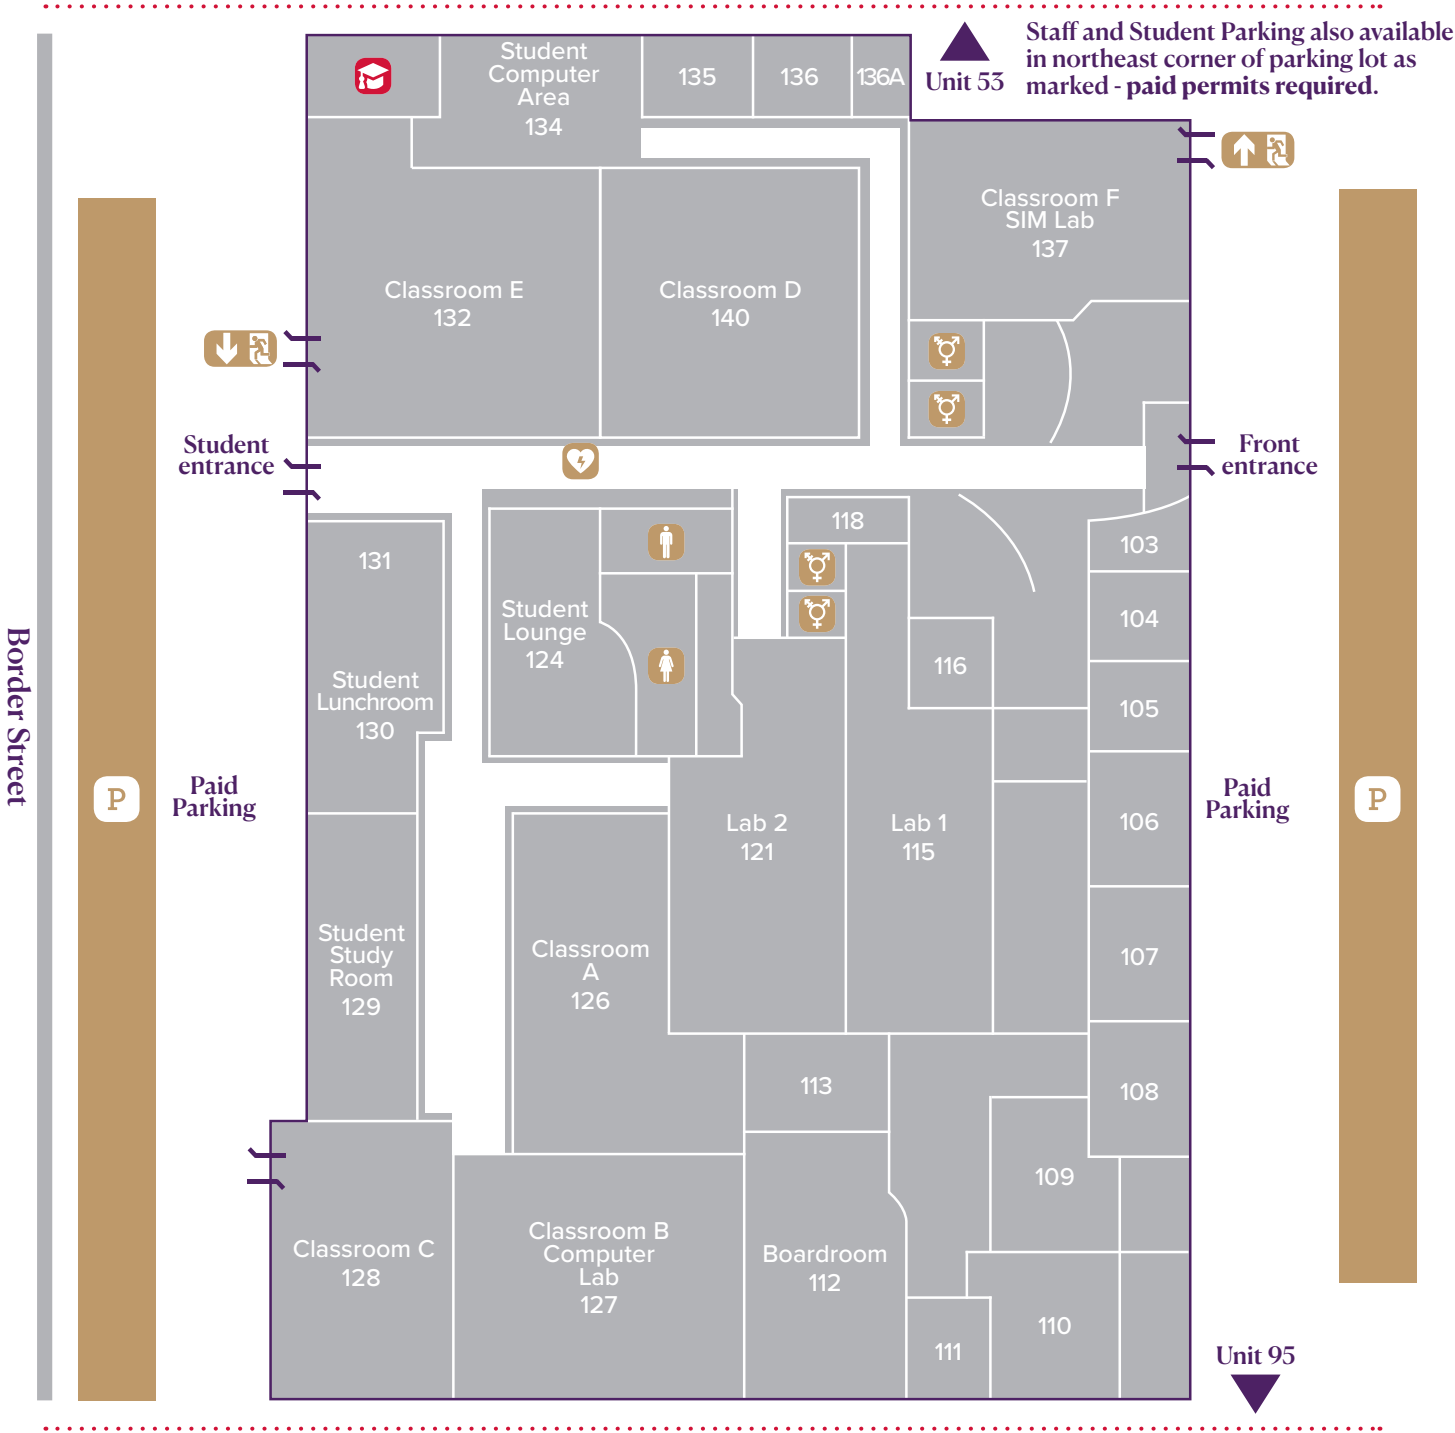 Staff and Student Parking also available
in northeast corner of parking lot as
marked - paid permits required.
Unit 53
Student
Computer
Area
134
135
136
136A
Classroom F
SIM Lab
137
Classroom E
132
Classroom D
140
Student
entrance
Front
entrance
118
103
131
Student
Lounge
124
104
116
Student
Lunchroom
130
105
Border Street
P
Paid
Parking
Lab 2
121
Lab 1
115
106
Paid
Parking
P
Student
Study
Room
129
Classroom
A
126
107
113
108
109
Classroom C
128
Classroom B
Computer
Lab
127
Boardroom
112
110
111
Unit 95